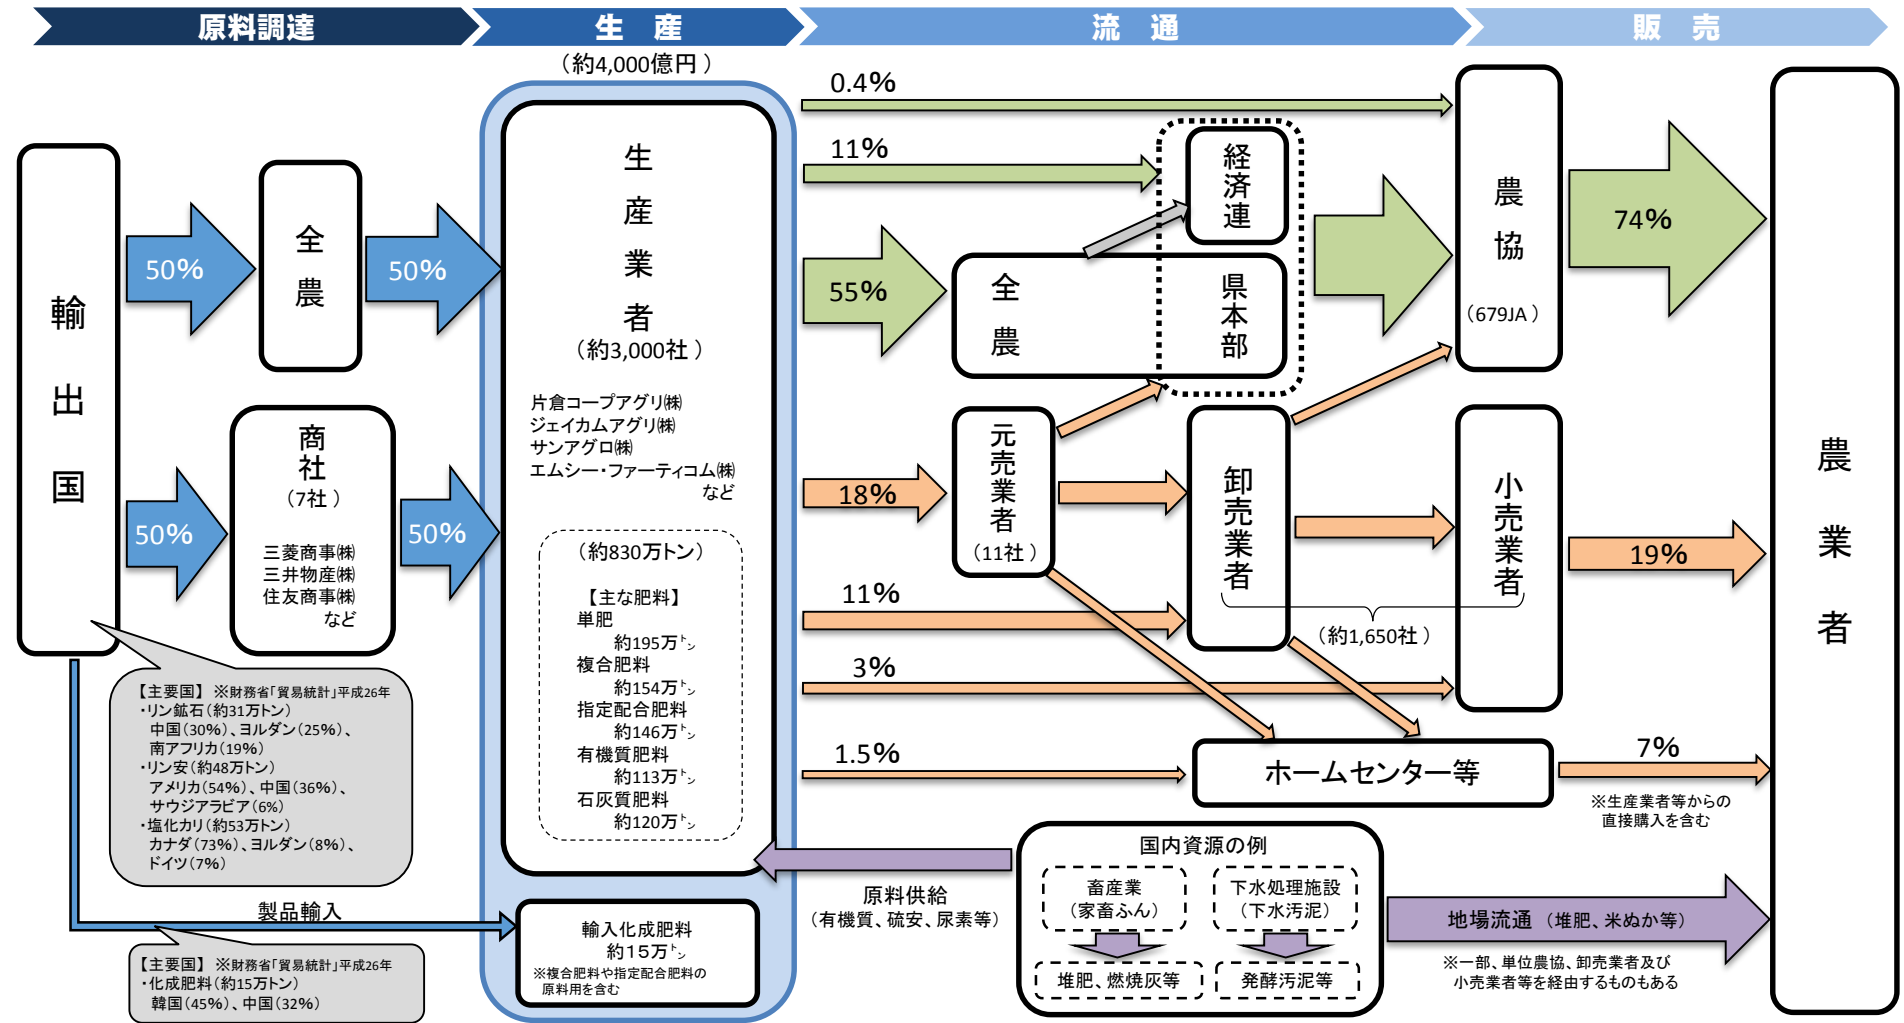 原料調達
生　産
流　通
販　売
（約4,000億円）
輸出国
50%
全農
50%
50%
商社
（7社）
三菱商事㈱
三井物産㈱
住友商事㈱
など
50%
【主要国】 ※財務省「貿易統計」平成26年
・リン鉱石（約31万トン）
中国（30%）、ヨルダン（25%）、
南アフリカ（19%）
・リン安（約48万トン）
アメリカ（54%）、中国（36%）、
サウジアラビア（6%）
・塩化カリ（約53万トン）
カナダ（73%）、ヨルダン（8%）、
ドイツ（7%）
製品輸入
【主要国】 ※財務省「貿易統計」平成26年
・化成肥料（約15万トン）
韓国（45%）、中国（32%）
生産業者
（約3,000社）
片倉コープアグリ㈱
ジェイカムアグリ㈱
サンアグロ㈱
エムシー・ファーティコム㈱
など
（約830万トン）
【主な肥料】
単肥
約195万㌧
複合肥料
約154万㌧
指定配合肥料
約146万㌧
有機質肥料
約113万㌧
石灰質肥料
約120万㌧
輸入化成肥料
約15万㌧
※複合肥料や指定配合肥料の
原料用を含む
0.4%
11%
55%
18%
11%
3%
1.5%
経済連
全農
県本部
元売業者
（11社）
卸売業者
（約1,650社）
農協
（679JA）
小売業者
ホームセンター等
74%
19%
7%
※生産業者等からの
直接購入を含む
農業者
原料供給
（有機質、硫安、尿素等）
国内資源の例
畜産業
（家畜ふん）
下水処理施設
（下水汚泥）
堆肥、燃焼灰等
発酵汚泥等
地場流通（堆肥、米ぬか等）
※一部、単位農協、卸売業者及び
小売業者等を経由するものもある